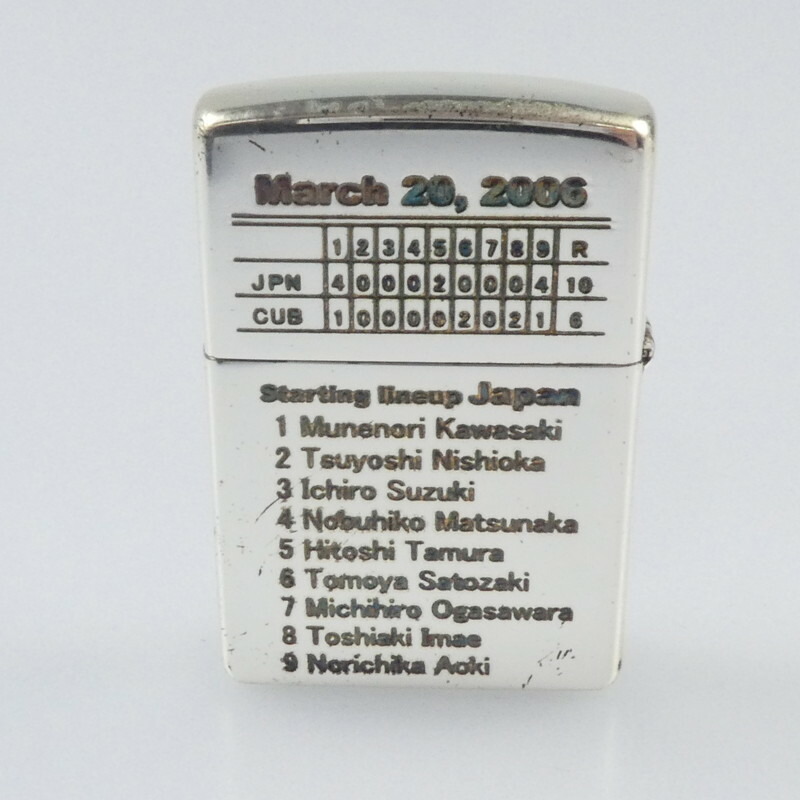 March 20, 2006
1 2 3 4 5 6 7 8 9 R
JPN 4 0 0 0 2 0 0 0 4 10
CUB 1 0 0 0 0 2 0 2 1 6
Starting lineup Japan
1 Munenori Kawasaki
2 Tsuyoshi Nishioka
3 Ichiro Suzuki
4 Nobuhiko Matsunaka
5 Hitoshi Tamura
6 Tomoya Satozaki
7 Michihiro Ogasawara
8 Toshiaki Imae
9 Norichika Aoki